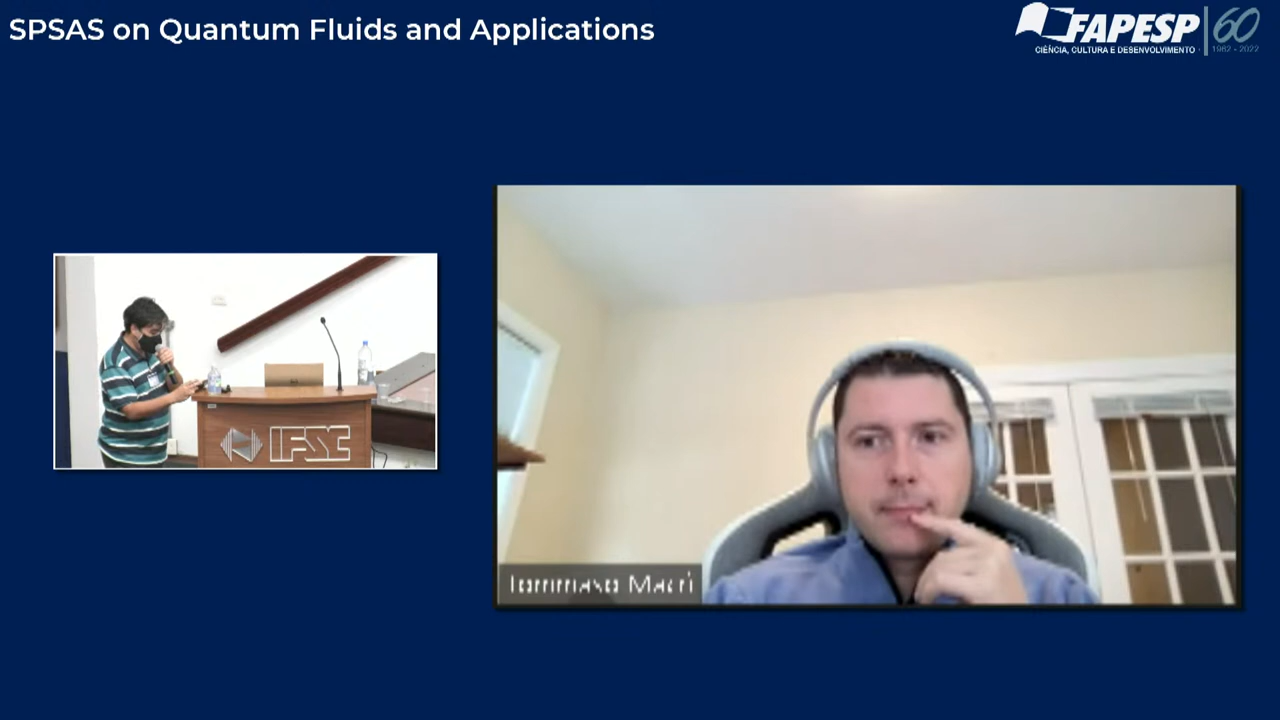 SPSAS on Quantum Fluids and Applications
FAPESP 60
CIÊNCIA, CULTURA E DESENVOLVIMENTO 1962 - 2022
IFSC
Tommaso Macrì